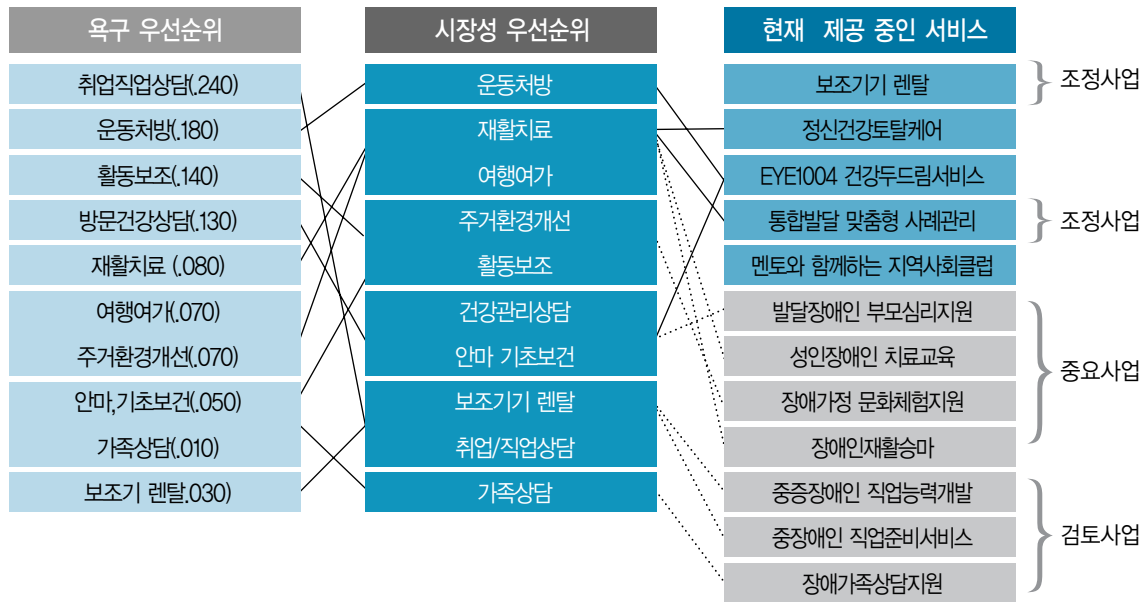 욕구 우선순위
취업직업상담(.240)
운동처방(.180)
활동보조(.140)
방문건강상담(.130)
재활치료 (.080)
여행여가(.070)
주거환경개선(.070)
안마,기초보건(.050)
가족상담(.010)
보조기 렌탈.030)
시장성 우선순위
운동처방
재활치료
여행여가
주거환경개선
활동보조
건강관리상담
안마 기초보건
보조기기 렌탈
취업/직업상담
가족상담
현재 제공 중인 서비스
보조기기 렌탈
정신건강토탈케어
EYE1004 건강두드림서비스
통합발달 맞춤형 사례관리
멘토와 함께하는 지역사회클럽
발달장애인 부모심리지원
성인장애인 치료교육
장애가정 문화체험지원
장애인재활승마
중증장애인 직업능력개발
중장애인 직업준비서비스
장애가족상담지원
조정사업
조정사업
중요사업
검토사업